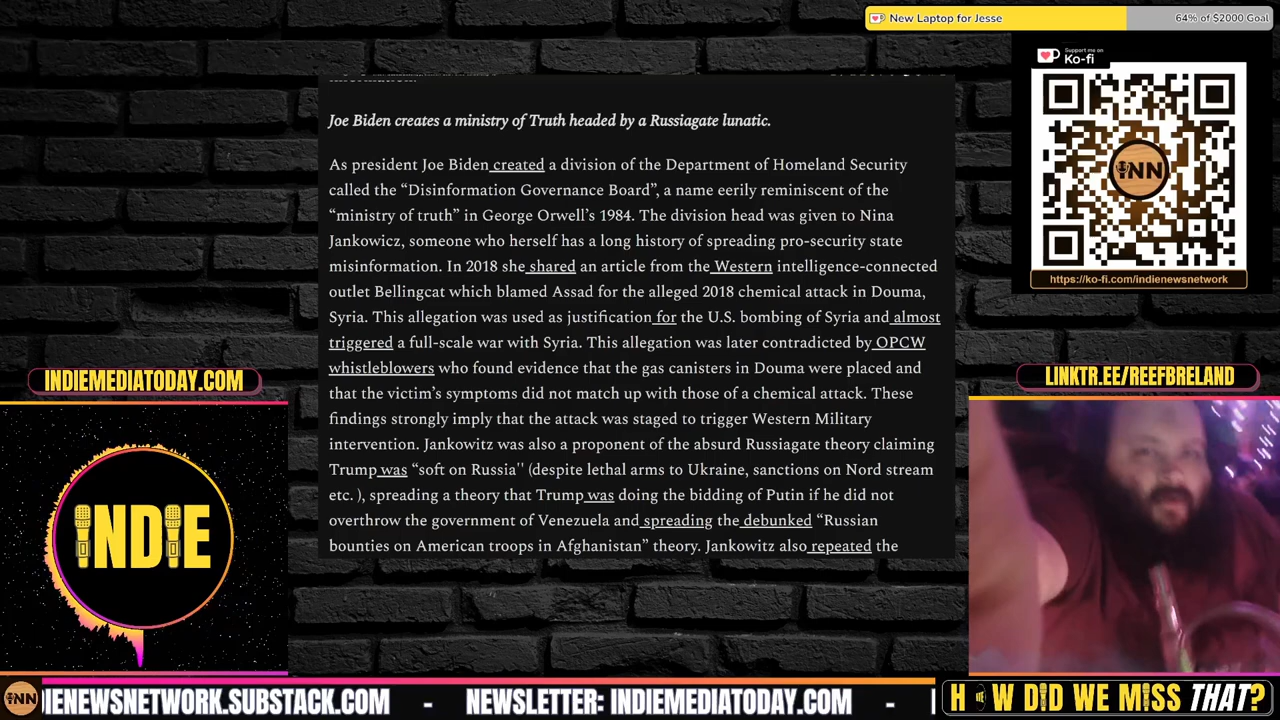 New Laptop for Jesse
64% of $2000 Goal
Support me on
Ko-fi
iNN
https://ko-fi.com/indienewsnetwork
Joe Biden creates a ministry of Truth headed by a Russiagate lunatic.
As president Joe Biden created a division of the Department of Homeland Security
called the “Disinformation Governance Board”, a name eerily reminiscent of the
“ministry of truth” in George Orwell’s 1984. The division head was given to Nina
Jankowicz, someone who herself has a long history of spreading pro-security state
misinformation. In 2018 she shared an article from the Western intelligence-connected
outlet Bellingcat which blamed Assad for the alleged 2018 chemical attack in Douma,
Syria. This allegation was used as justification for the U.S. bombing of Syria and almost
triggered a full-scale war with Syria. This allegation was later contradicted by OPCW
whistleblowers who found evidence that the gas canisters in Douma were placed and
that the victim’s symptoms did not match up with those of a chemical attack. These
findings strongly imply that the attack was staged to trigger Western Military
intervention. Jankowitz was also a proponent of the absurd Russiagate theory claiming
Trump was “soft on Russia'' (despite lethal arms to Ukraine, sanctions on Nord stream
etc. ), spreading a theory that Trump was doing the bidding of Putin if he did not
overthrow the government of Venezuela and spreading the debunked “Russian
bounties on American troops in Afghanistan” theory. Jankowitz also repeated the
INDIEMEDIATODAY.COM
LINKTR.EE/REEFBRELAND
INDIE
iNN
DIENEWSNETWORK.SUBSTACK.COM - NEWSLETTER: INDIEMEDIATODAY.COM -
HOW DID WE MISS THAT?